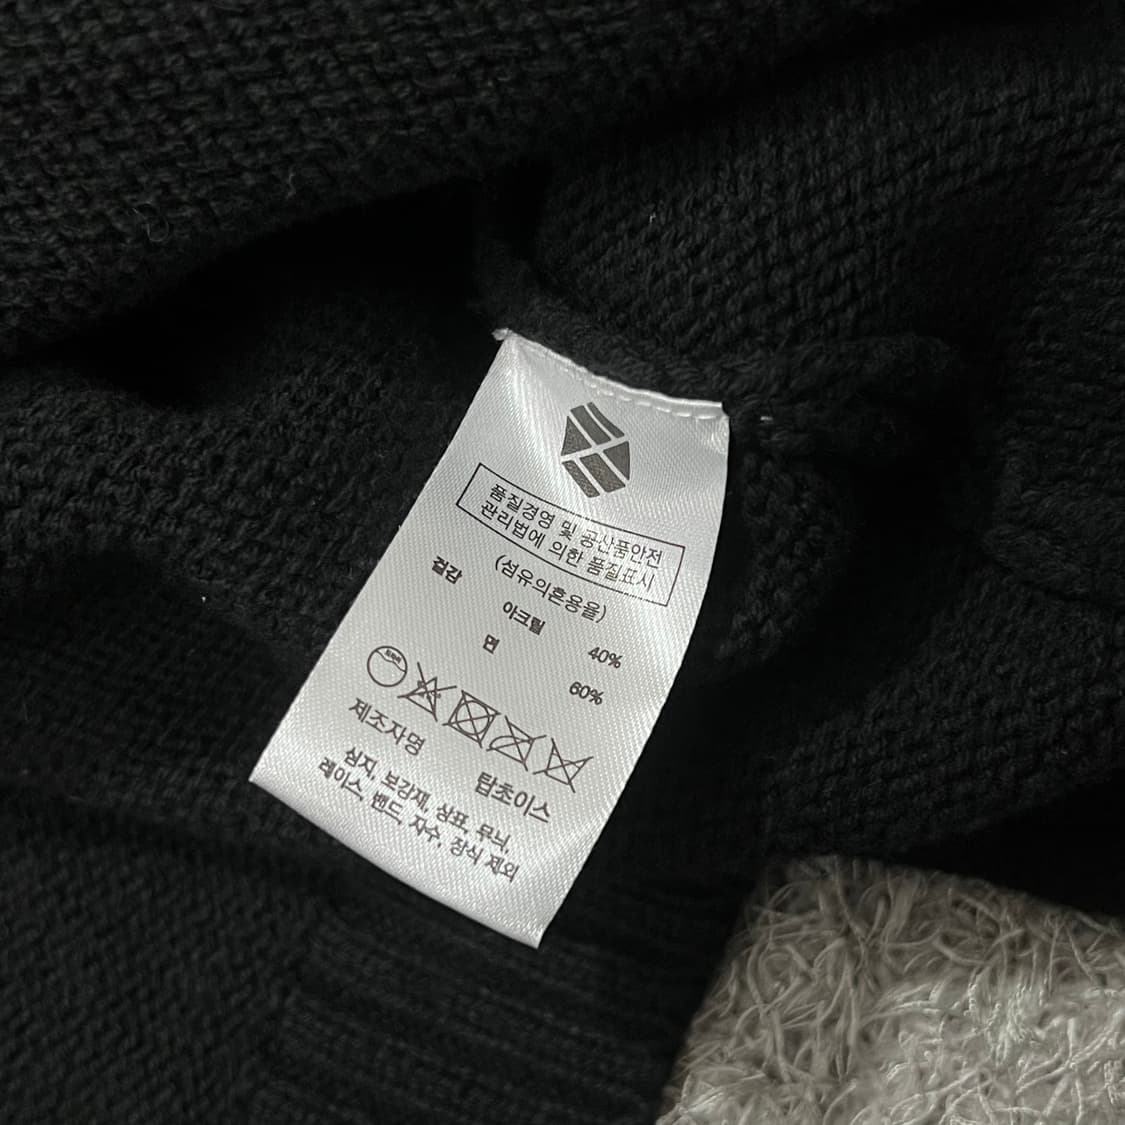 품질경영 및 공산품안전
관리법에 의한 품질표시
(섬유의혼용율)
겉감
아크릴 40%
면 60%
제조자명
탑초이스
심지, 보강재, 상표, 무늬,
레이스, 밴드, 자수, 장식 제외